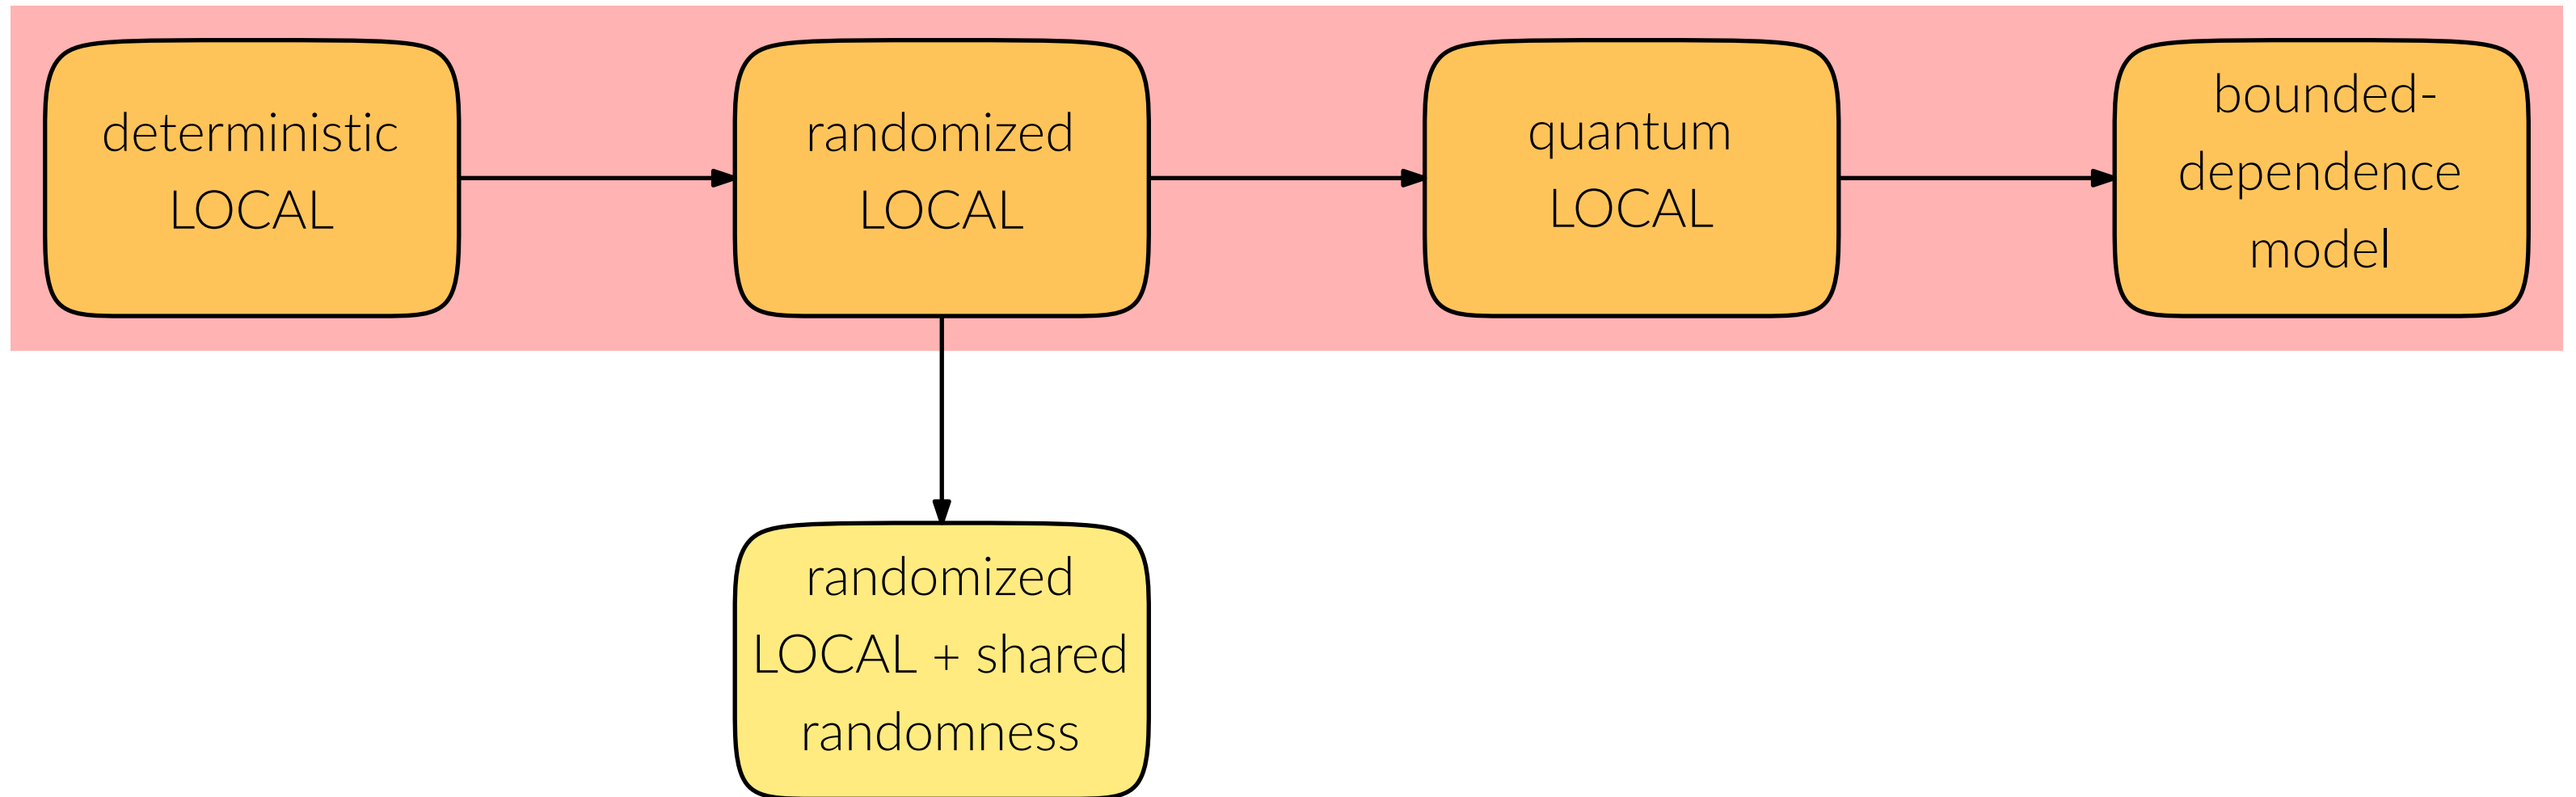 deterministic
LOCAL
randomized
LOCAL
quantum
LOCAL
bounded-
dependence
model
randomized
LOCAL + shared
randomness